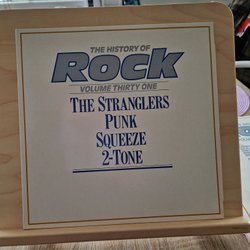 THE HISTORY OF
Rock
VOLUME THIRTY ONE
THE STRANGLERS
PUNK
SQUEEZE
2-TONE